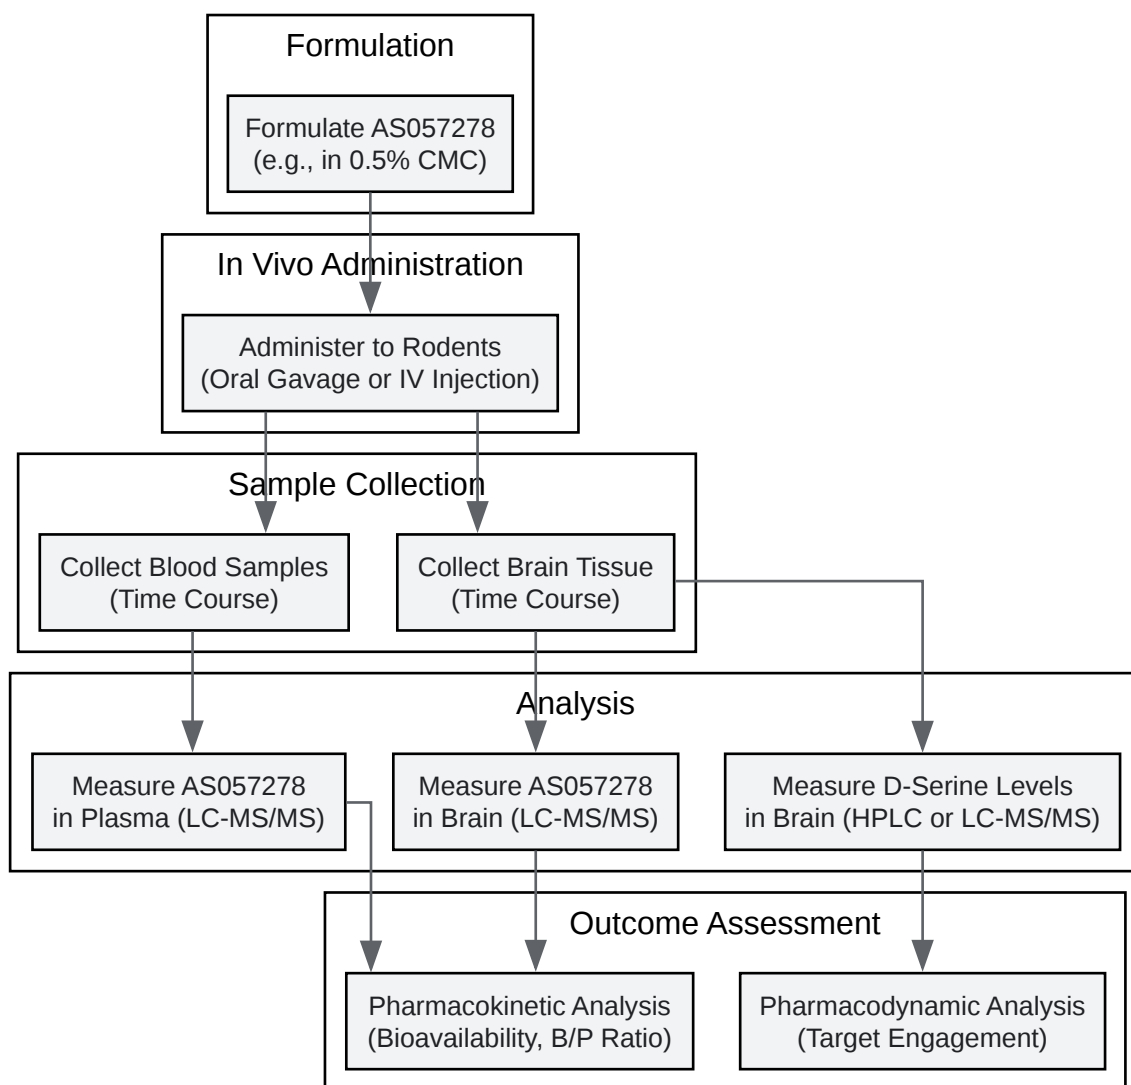 Formulation
Formulate AS057278
(e.g., in 0.5% CMC)
In Vivo Administration
Administer to Rodents
(Oral Gavage or IV Injection)
Sample Collection
Collect Blood Samples
(Time Course)
Collect Brain Tissue
(Time Course)
Analysis
Measure AS057278
in Plasma (LC-MS/MS)
Measure AS057278
in Brain (LC-MS/MS)
Measure D-Serine Levels
in Brain (HPLC or LC-MS/MS)
Outcome Assessment
Pharmacokinetic Analysis
(Bioavailability, B/P Ratio)
Pharmacodynamic Analysis
(Target Engagement)